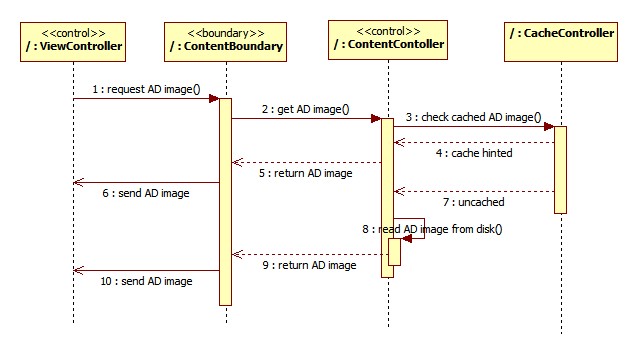 <<control>>
/ : ViewController
<<boundary>>
/ : ContentBoundary
<<control>>
/ : ContentContoller
/ : CacheController
1 : request AD image()
2 : get AD image()
3 : check cached AD image()
4 : cache hinted
5 : return AD image
6 : send AD image
7 : uncached
8 : read AD image from disk()
9 : return AD image
10 : send AD image